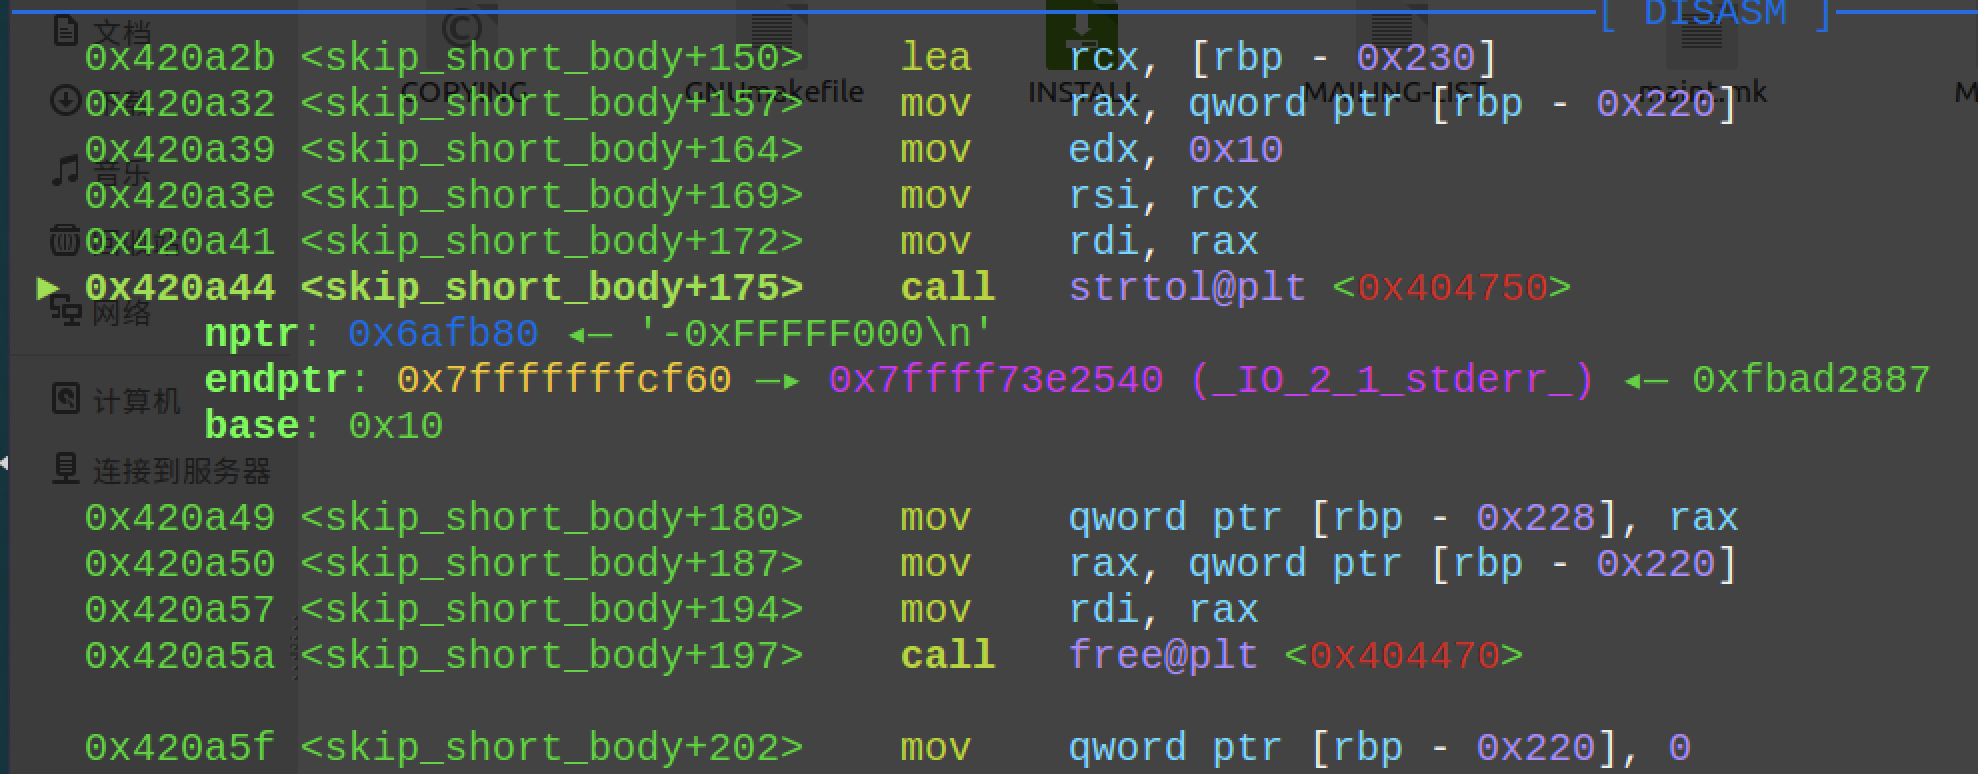 [ DISASM ]
文档
0x420a2b <skip_short_body+150> lea rcx, [rbp - 0x230]
COPYING GNUmakefile INSTALL MAILING-LIST maint.mk M
0x420a32 <skip_short_body+157> mov rax, qword ptr [rbp - 0x220]
下载
0x420a39 <skip_short_body+164> mov edx, 0x10
音乐
0x420a3e <skip_short_body+169> mov rsi, rcx
0x420a41 <skip_short_body+172> mov rdi, rax
回收站
► 0x420a44 <skip_short_body+175> call strtol@plt <0x404750>
网络
nptr: 0x6afb80 ◂— '-0xFFFFF000\n'
endptr: 0x7fffffffcf60 —▸ 0x7ffff73e2540 (_IO_2_1_stderr_) ◂— 0xfbad2887
计算机
base: 0x10
连接到服务器
0x420a49 <skip_short_body+180> mov qword ptr [rbp - 0x228], rax
0x420a50 <skip_short_body+187> mov rax, qword ptr [rbp - 0x220]
0x420a57 <skip_short_body+194> mov rdi, rax
0x420a5a <skip_short_body+197> call free@plt <0x404470>
0x420a5f <skip_short_body+202> mov qword ptr [rbp - 0x220], 0